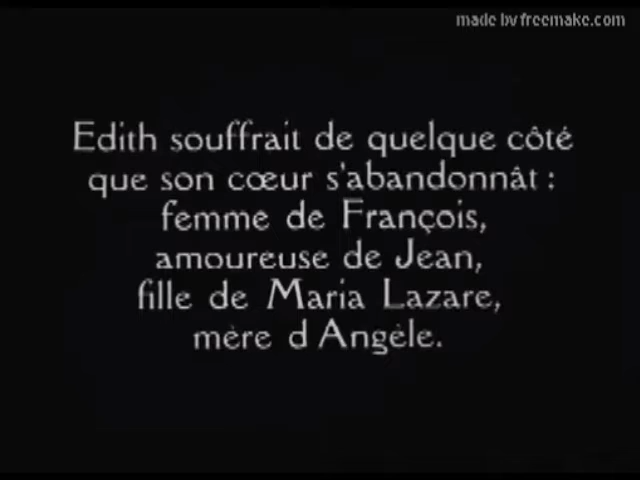 made by freemake.com
Edith souffrait de quelque côté
que son cœur s'abandonnât :
femme de François,
amoureuse de Jean,
fille de Maria Lazare,
mère d Angèle.